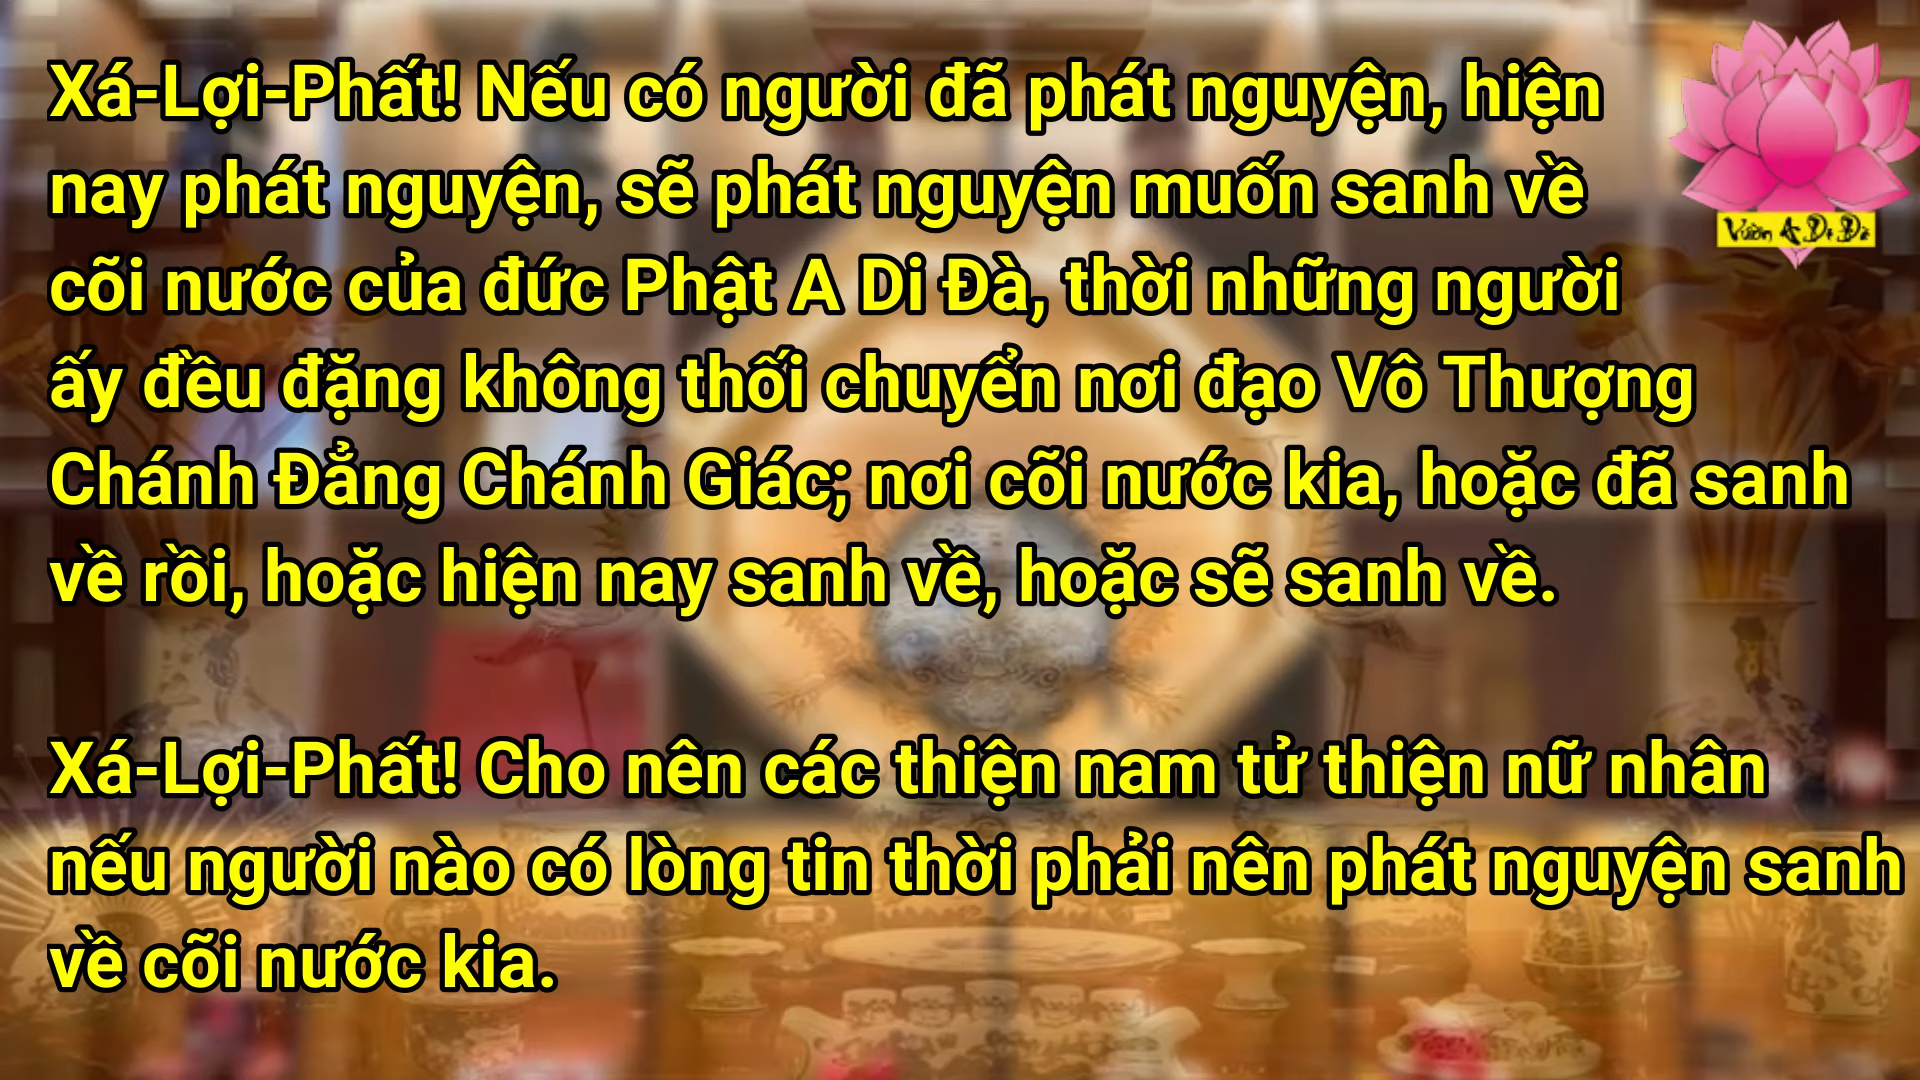 Xá-Lợi-Phất! Nếu có người đã phát nguyện, hiện
nay phát nguyện, sẽ phát nguyện muốn sanh về
cõi nước của đức Phật A Di Đà, thời những người
ấy đều đặng không thối chuyển nơi đạo Vô Thượng
Chánh Đẳng Chánh Giác; nơi cõi nước kia, hoặc đã sanh
về rồi, hoặc hiện nay sanh về, hoặc sẽ sanh về.
Xá-Lợi-Phất! Cho nên các thiện nam tử thiện nữ nhân
nếu người nào có lòng tin thời phải nên phát nguyện sanh
về cõi nước kia.
Vườn A Di Đà